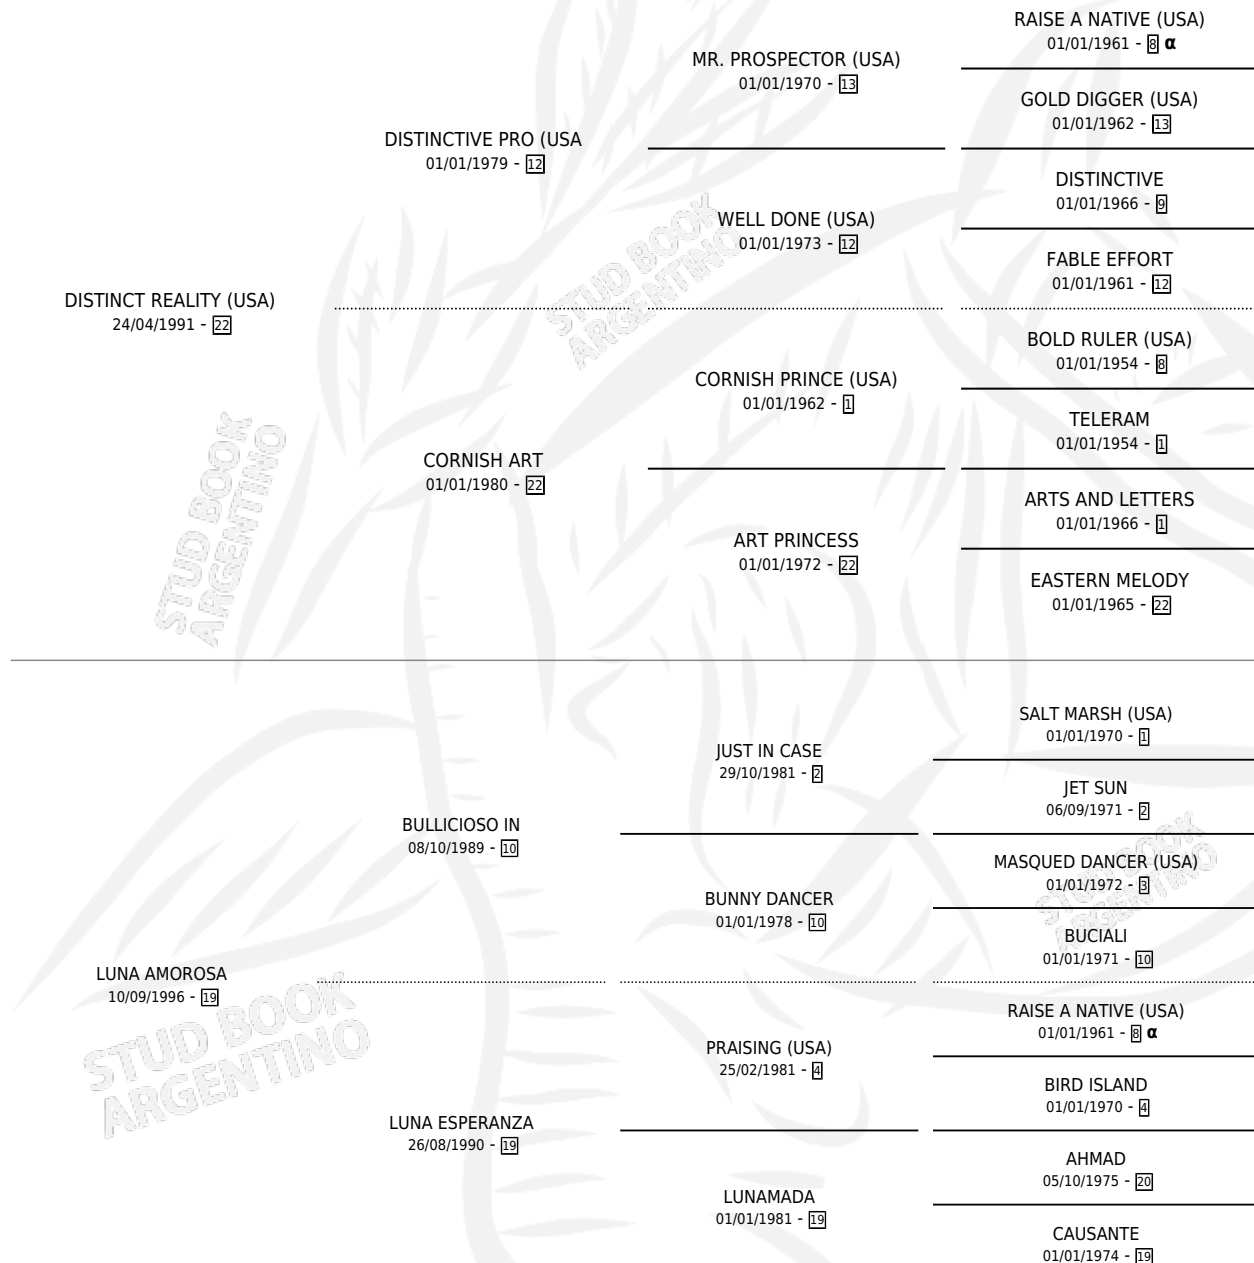 RAISE A NATIVE (USA)
01/01/1961 - 8 α
MR. PROSPECTOR (USA)
01/01/1970 - 13
GOLD DIGGER (USA)
01/01/1962 - 13
DISTINCTIVE PRO (USA
01/01/1979 - 12
DISTINCTIVE
01/01/1966 - 9
WELL DONE (USA)
01/01/1973 - 12
FABLE EFFORT
01/01/1961 - 12
DISTINCT REALITY (USA)
24/04/1991 - 22
BOLD RULER (USA)
01/01/1954 - 8
CORNISH PRINCE (USA)
01/01/1962 - 1
TELERAM
01/01/1954 - 1
CORNISH ART
01/01/1980 - 22
ARTS AND LETTERS
01/01/1966 - 1
ART PRINCESS
01/01/1972 - 22
EASTERN MELODY
01/01/1965 - 22
SALT MARSH (USA)
01/01/1970 - 1
JUST IN CASE
29/10/1981 - 2
JET SUN
06/09/1971 - 2
BULLICIOSO IN
08/10/1989 - 10
MASQUED DANCER (USA)
01/01/1972 - 3
BUNNY DANCER
01/01/1978 - 10
BUCIALI
01/01/1971 - 10
LUNA AMOROSA
10/09/1996 - 19
RAISE A NATIVE (USA)
01/01/1961 - 8 α
PRAISING (USA)
25/02/1981 - 4
BIRD ISLAND
01/01/1970 - 4
LUNA ESPERANZA
26/08/1990 - 19
AHMAD
05/10/1975 - 20
LUNAMADA
01/01/1981 - 19
CAUSANTE
01/01/1974 - 19
STUD BOOK
ARGENTINO
STUD BOOK
ARGENTINO
STUD BOOK
ARGENTINO
STUD BOOK
ARGENTINO